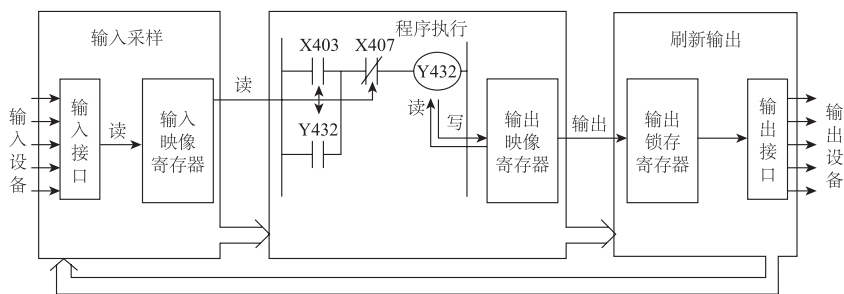 输入采样
程序执行
刷新输出
X403
X407
Y432
Y432
读
读
写
输入设备
输入接口
读
输入
映像
寄存器
输出
映像
寄存器
输出
输出
锁存
寄存器
输出接口
输出设备